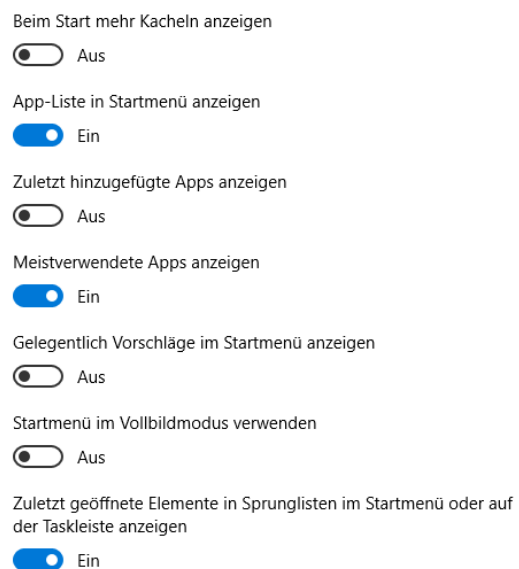 Beim Start mehr Kacheln anzeigen
Aus
App-Liste in Startmenü anzeigen
Ein
Zuletzt hinzugefügte Apps anzeigen
Aus
Meistverwendete Apps anzeigen
Ein
Gelegentlich Vorschläge im Startmenü anzeigen
Aus
Startmenü im Vollbildmodus verwenden
Aus
Zuletzt geöffnete Elemente in Sprunglisten im Startmenü oder auf
der Taskleiste anzeigen
Ein